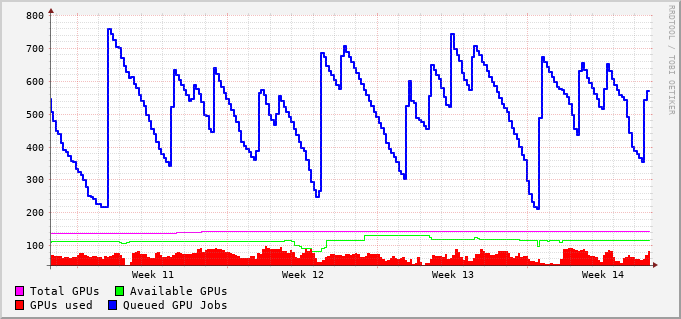 800
700
600
500
400
300
200
100
Week 11 Week 12 Week 13 Week 14
Total GPUs Available GPUs
GPUs used Queued GPU Jobs
RRDTOOL / TOBI OETIKER